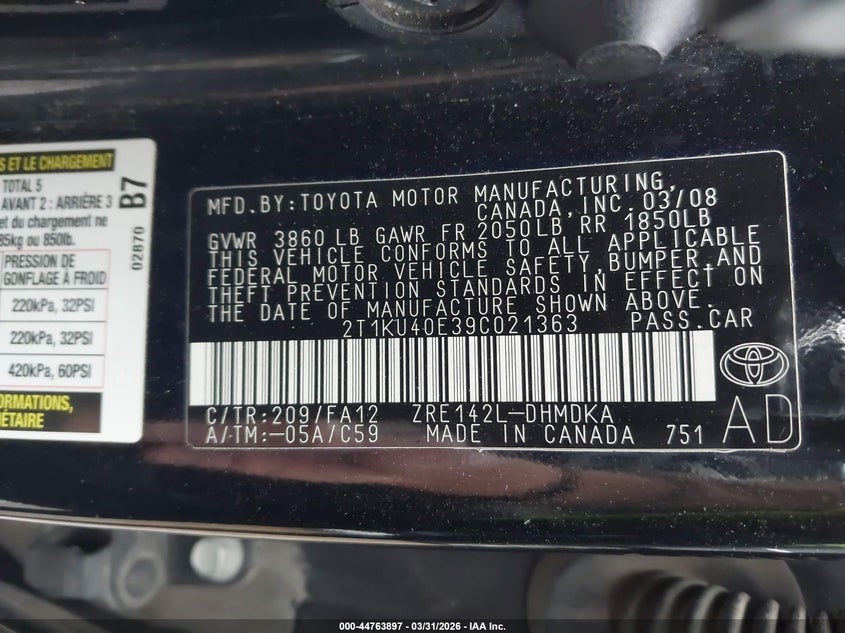 S ET LE CHARGEMENT
TOTAL 5
AVANT 2 : ARRIÈRE 3
et du chargement ne
85kg ou 850lb.
PRESSION DE
GONFLAGE À FROID
220kPa, 32PSI
220kPa, 32PSI
420kPa, 60PSI
FORMATIONS,
IÉTAIRE
B7
02870
MFD.BY:TOYOTA MOTOR MANUFACTURING,
CANADA,INC.03/08
GVWR 3860 LB GAWR FR 2050LB, RR 1850LB
THIS VEHICLE CONFORMS TO ALL APPLICABLE
FEDERAL MOTOR VEHICLE SAFETY,BUMPER,AND
THEFT PREVENTION STANDARDS IN EFFECT ON
THE DATE OF MANUFACTURE SHOWN ABOVE.
2T1KU40E39C021363 PASS.CAR
C/TR:209/FA12 ZRE142L-DHMDKA
A/TM:-05A/C59 MADE IN CANADA 751
AD
000-44763897 - 03/31/2026 - IAA Inc.